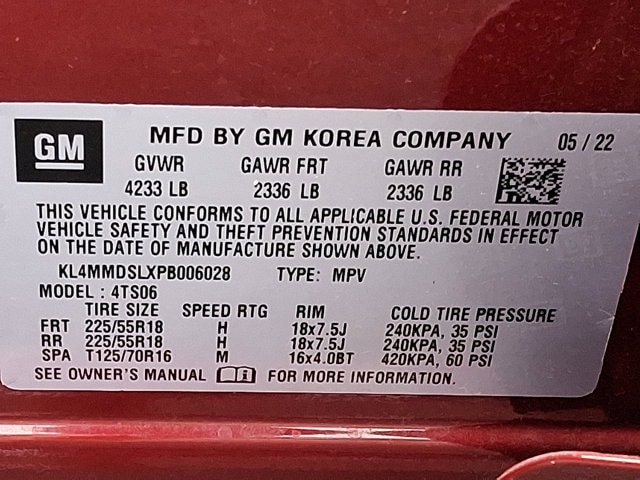 GM MFD BY GM KOREA COMPANY 05/22
GVWR GAWR FRT GAWR RR
4233 LB 2336 LB 2336 LB
THIS VEHICLE CONFORMS TO ALL APPLICABLE U.S. FEDERAL MOTOR
VEHICLE SAFETY AND THEFT PREVENTION STANDARDS IN EFFECT
ON THE DATE OF MANUFACTURE SHOWN ABOVE.
KL4MMDSLXPB006028 TYPE: MPV
MODEL : 4TS06
TIRE SIZE SPEED RTG RIM COLD TIRE PRESSURE
FRT 225/55R18 H 18x7.5J 240KPA, 35 PSI
RR 225/55R18 H 18x7.5J 240KPA, 35 PSI
SPA T125/70R16 M 16x4.0BT 420KPA, 60 PSI
SEE OWNER'S MANUAL FOR MORE INFORMATION.